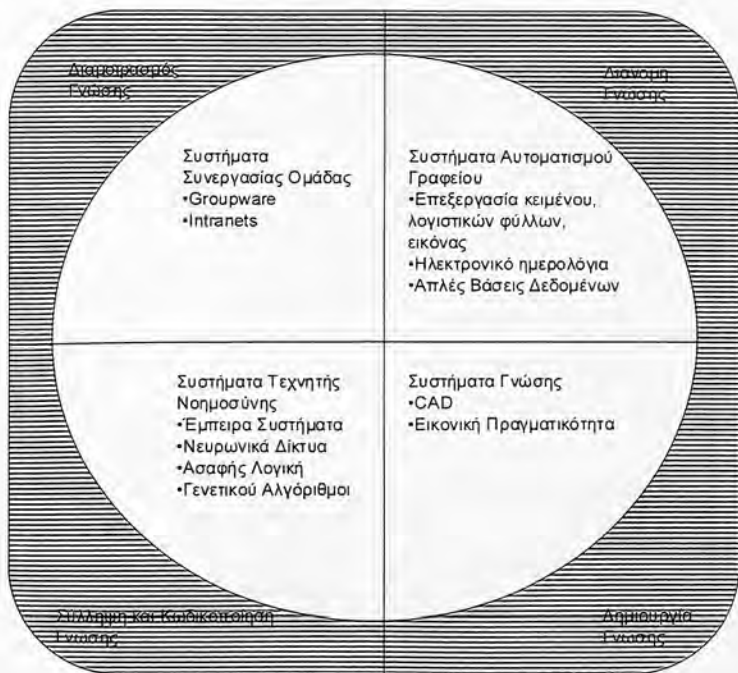 Διαμοιρασμός
Γνώσης
Διανομή
Γνώσης
Συστήματα
Συνεργασίας Ομάδας
•Groupware
•Intranets
Συστήματα Αυτοματισμού
Γραφείου
•Επεξεργασία κειμένου,
λογιστικών φύλλων,
εικόνας
•Ηλεκτρονικό ημερολόγια
•Απλές Βάσεις Δεδομένων
Συστήματα Τεχνητής
Νοημοσύνης
•Έμπειρα Συστήματα
•Νευρωνικά Δίκτυα
•Ασαφής Λογική
•Γενετικού Αλγόριθμοι
Συστήματα Γνώσης
•CAD
•Εικονική Πραγματικότητα
Σύλληψη και Κωδικοποίηση
Γνώσης
Δημιουργία
Γνώσης